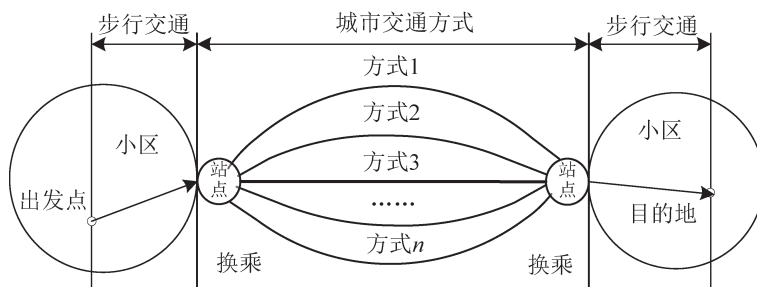 步行交通
城市交通方式
步行交通
方式1
方式2
方式3
……
方式n
小区
小区
站点
站点
出发点
目的地
换乘
换乘